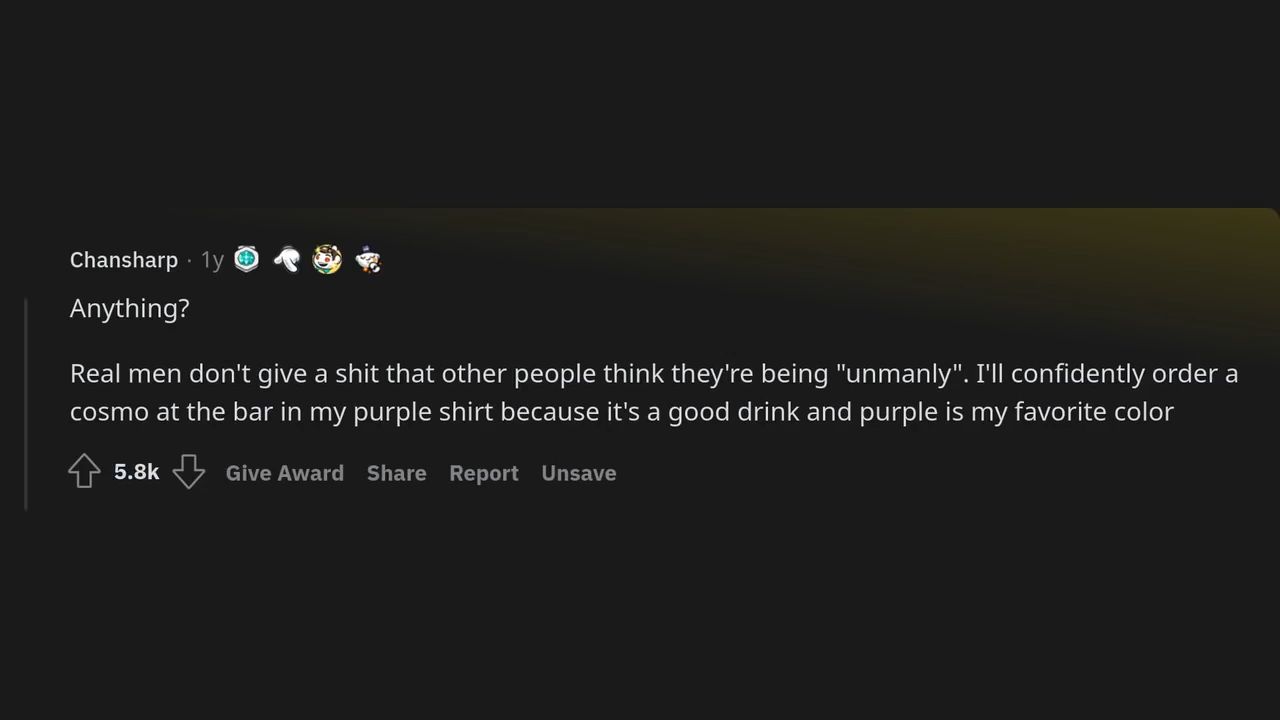 Chansharp · 1y
Anything?
Real men don't give a shit that other people think they're being "unmanly". I'll confidently order a
cosmo at the bar in my purple shirt because it's a good drink and purple is my favorite color
5.8k Give Award Share Report Unsave